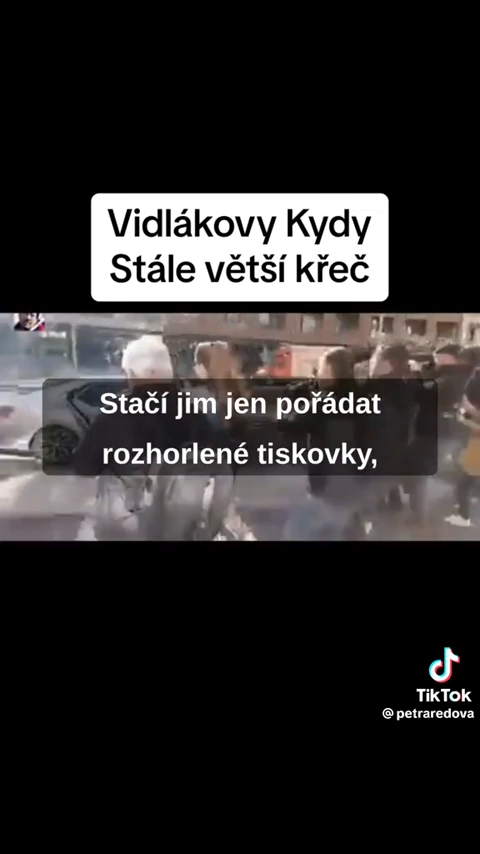 Vidlákovy Kydy
Stále větší křeč
Stačí jim jen pořádat
rozhorlené tiskovky,
TikTok
@petraredova